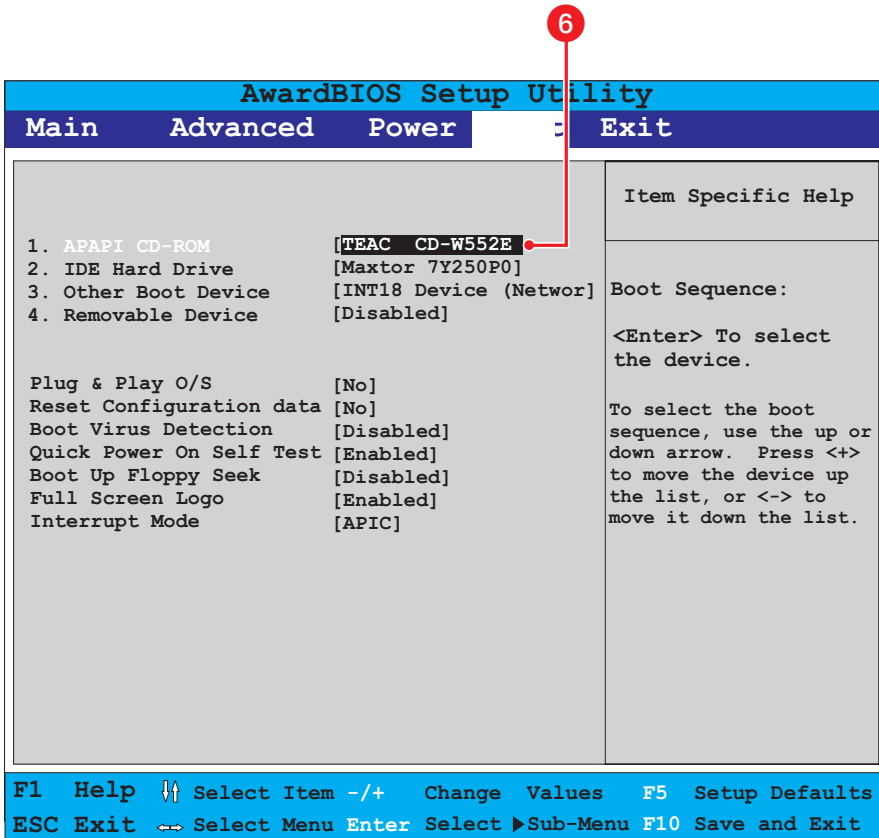 6
AwardBIOS Setup Utility
Main Advanced Power Exit
Item Specific Help
1. APAPI CD-ROM [TEAC CD-W552E
2. IDE Hard Drive [Maxtor 7Y250P0]
3. Other Boot Device [INT18 Device (Networ]
4. Removable Device [Disabled]
Plug & Play O/S [No]
Reset Configuration data [No]
Boot Virus Detection [Disabled]
Quick Power On Self Test [Enabled]
Boot Up Floppy Seek [Disabled]
Full Screen Logo [Enabled]
Interrupt Mode [APIC]
Boot Sequence:
<Enter> To select
the device.
To select the boot
sequence, use the up or
down arrow. Press <+>
to move the device up
the list, or <-> to
move it down the list.
F1 Help Select Item -/+ Change Values F5 Setup Defaults
ESC Exit Select Menu Enter Select ▶Sub-Menu F10 Save and Exit